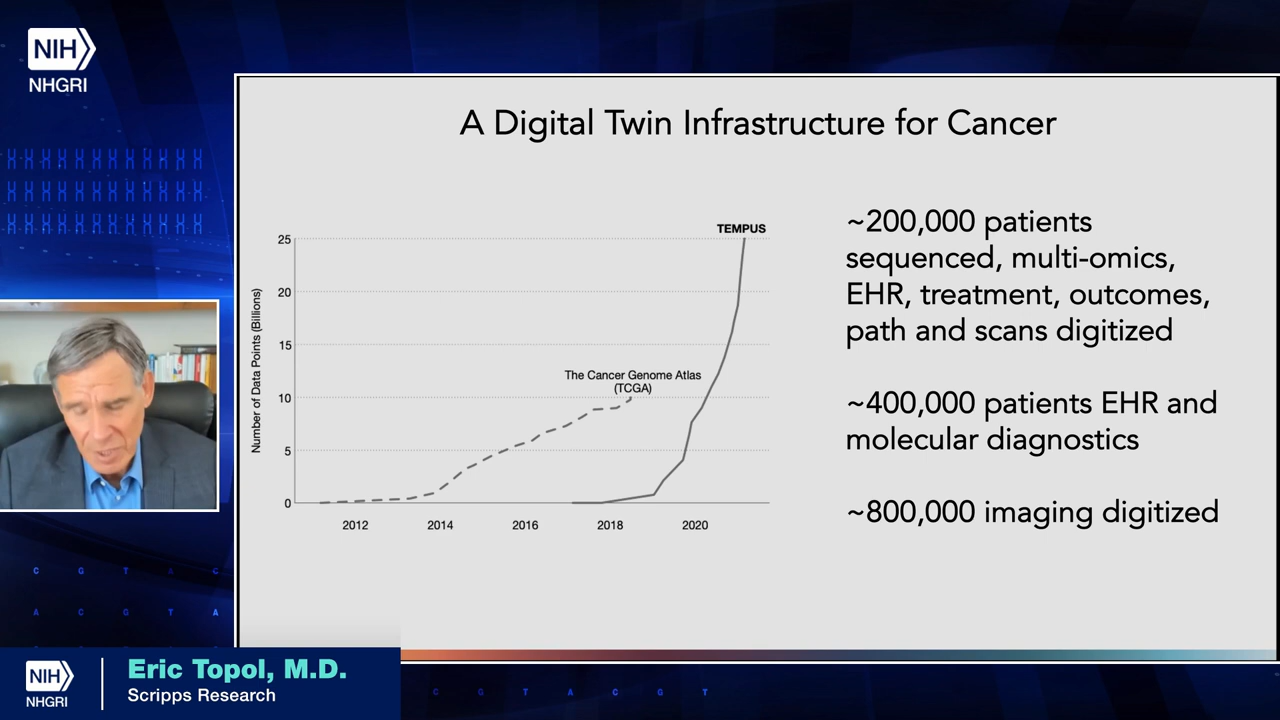 NIH
NHGRI
A Digital Twin Infrastructure for Cancer
TEMPUS
The Cancer Genome Atlas
(TCGA)
Number of Data Points (Billions)
25
20
15
10
5
0
2012
2014
2016
2018
2020
~200,000 patients
sequenced, multi-omics,
EHR, treatment, outcomes,
path and scans digitized
~400,000 patients EHR and
molecular diagnostics
~800,000 imaging digitized
C G T A C
A C G T A
NIH
NHGRI
Eric Topol, M.D.
Scripps Research
C G T A C G T